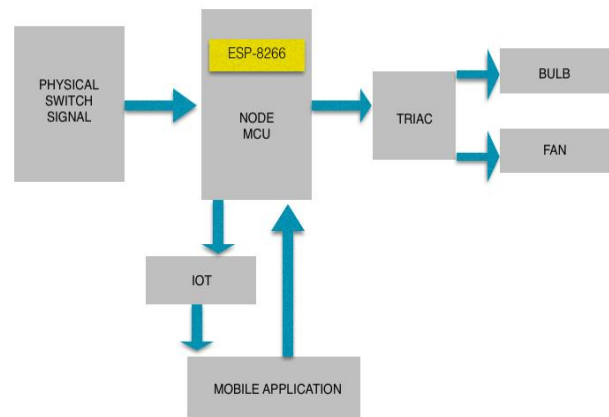 PHYSICAL
SWITCH
SIGNAL
ESP-8266
NODE
MCU
TRIAC
BULB
FAN
IOT
MOBILE APPLICATION